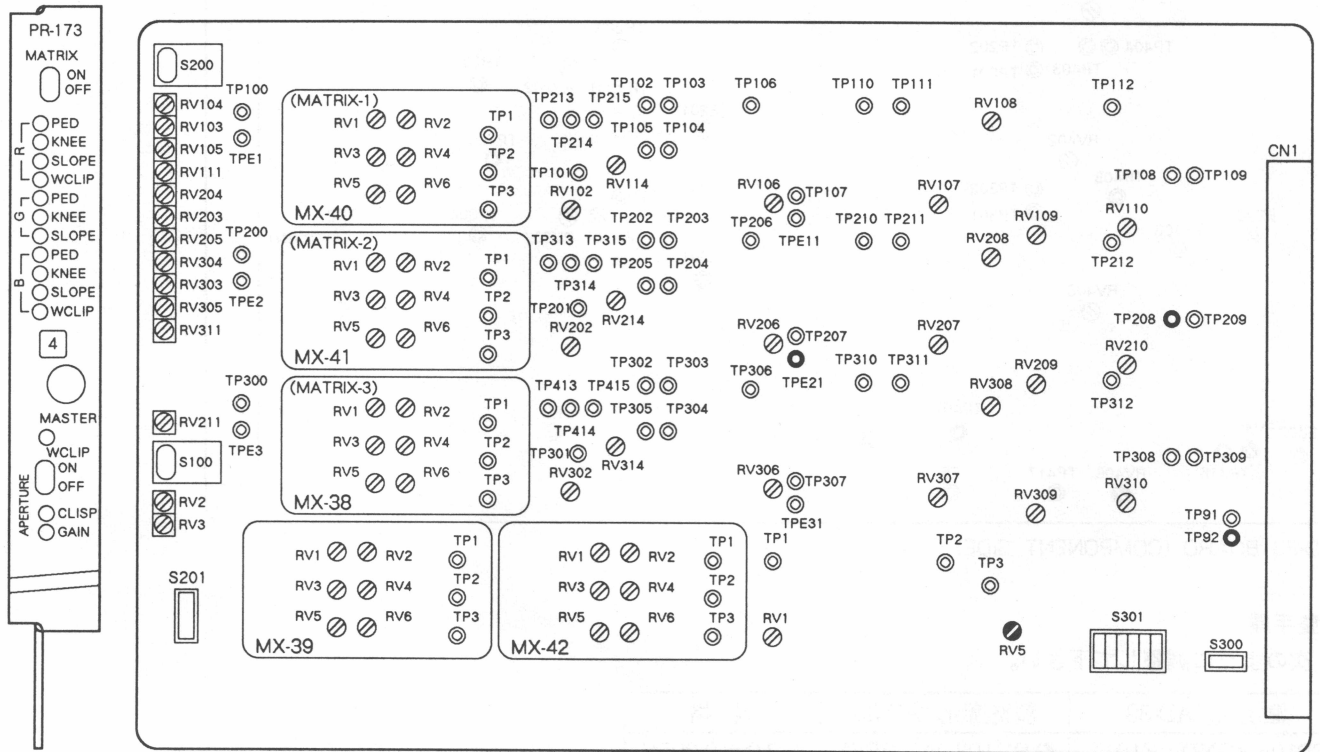 PR-173
MATRIX
ON
OFF
R
PED
KNEE
SLOPE
WCLIP
G
PED
KNEE
SLOPE
B
PED
KNEE
SLOPE
WCLIP
4
MASTER
WCLIP
APERTURE
ON
OFF
CLISP
GAIN
S200
RV104
RV103
RV105
RV111
RV204
RV203
RV205
RV304
RV303
RV305
RV311
RV211
S100
RV2
RV3
S201
TP100
TPE1
TP200
TPE2
TP300
TPE3
(MATRIX-1)
RV1 RV2 TP1
RV3 RV4 TP2
RV5 RV6 TP3
MX-40
(MATRIX-2)
RV1 RV2 TP1
RV3 RV4 TP2
RV5 RV6 TP3
MX-41
(MATRIX-3)
RV1 RV2 TP1
RV3 RV4 TP2
RV5 RV6 TP3
MX-38
RV1 RV2 TP1
RV3 RV4 TP2
RV5 RV6 TP3
MX-39
RV1 RV2 TP1
RV3 RV4 TP2
RV5 RV6 TP3
MX-42
TP102 TP103
TP213 TP215
TP105 TP104
TP214
TP101
RV114
RV102
TP202 TP203
TP313 TP315
TP205 TP204
TP314
TP201
RV214
RV202
TP302 TP303
TP413 TP415
TP305 TP304
TP414
TP301
RV314
RV302
TP106
TP110 TP111
RV108
TP112
CN1
TP108 TP109
RV106
TP107
RV107
TP206
TPE11
TP210 TP211
RV109
RV110
RV208
TP212
TP208 TP209
RV206
TP207
RV207
TP306
TPE21
TP310 TP311
RV209
RV210
RV308
TP312
TP308 TP309
RV306
TP307
RV307
RV309
RV310
TPE31
TP91
TP92
TP1
TP2
TP3
RV1
RV5
S301
S300